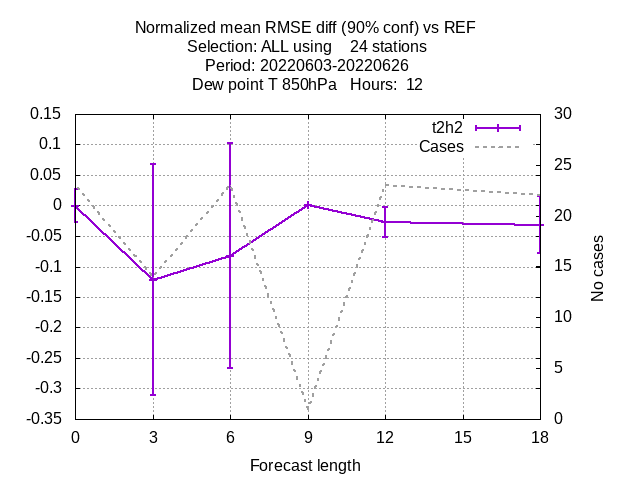 Normalized mean RMSE diff (90% conf) vs REF
Selection: ALL using 24 stations
Period: 20220603-20220626
Dew point T 850hPa Hours: 12
t2h2
Cases
0.15
0.1
0.05
0
-0.05
-0.1
-0.15
-0.2
-0.25
-0.3
-0.35
30
25
20
15
10
5
0
No cases
0 3 6 9 12 15 18
Forecast length